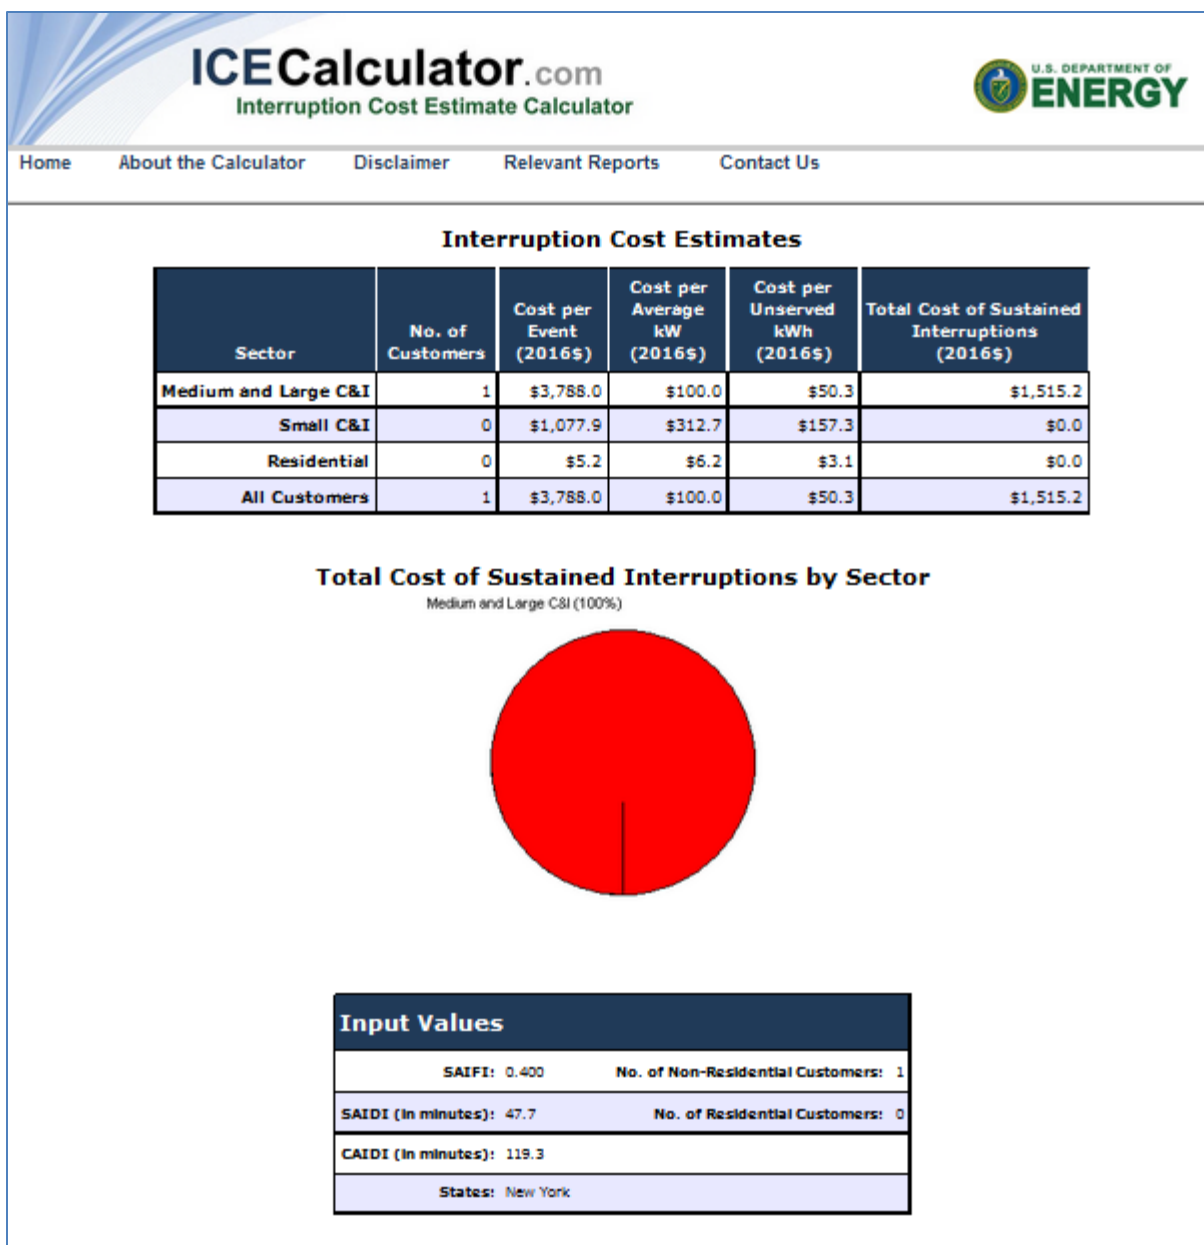 ICECalculator.com
Interruption Cost Estimate Calculator
U.S. DEPARTMENT OF
ENERGY
Home About the Calculator Disclaimer Relevant Reports Contact Us
Interruption Cost Estimates
Sector No. of Customers Cost per Event (2016$) Cost per Average kW (2016$) Cost per Unserved kWh (2016$) Total Cost of Sustained Interruptions (2016$)
Medium and Large C&I 1 $3,788.0 $100.0 $50.3 $1,515.2
Small C&I 0 $1,077.9 $312.7 $157.3 $0.0
Residential 0 $5.2 $6.2 $3.1 $0.0
All Customers 1 $3,788.0 $100.0 $50.3 $1,515.2
Total Cost of Sustained Interruptions by Sector
Medium and Large C&I (100%)
Input Values
SAIFI: 0.400 No. of Non-Residential Customers: 1
SAIDI (in minutes): 47.7 No. of Residential Customers: 0
CAIDI (in minutes): 119.3
States: New York